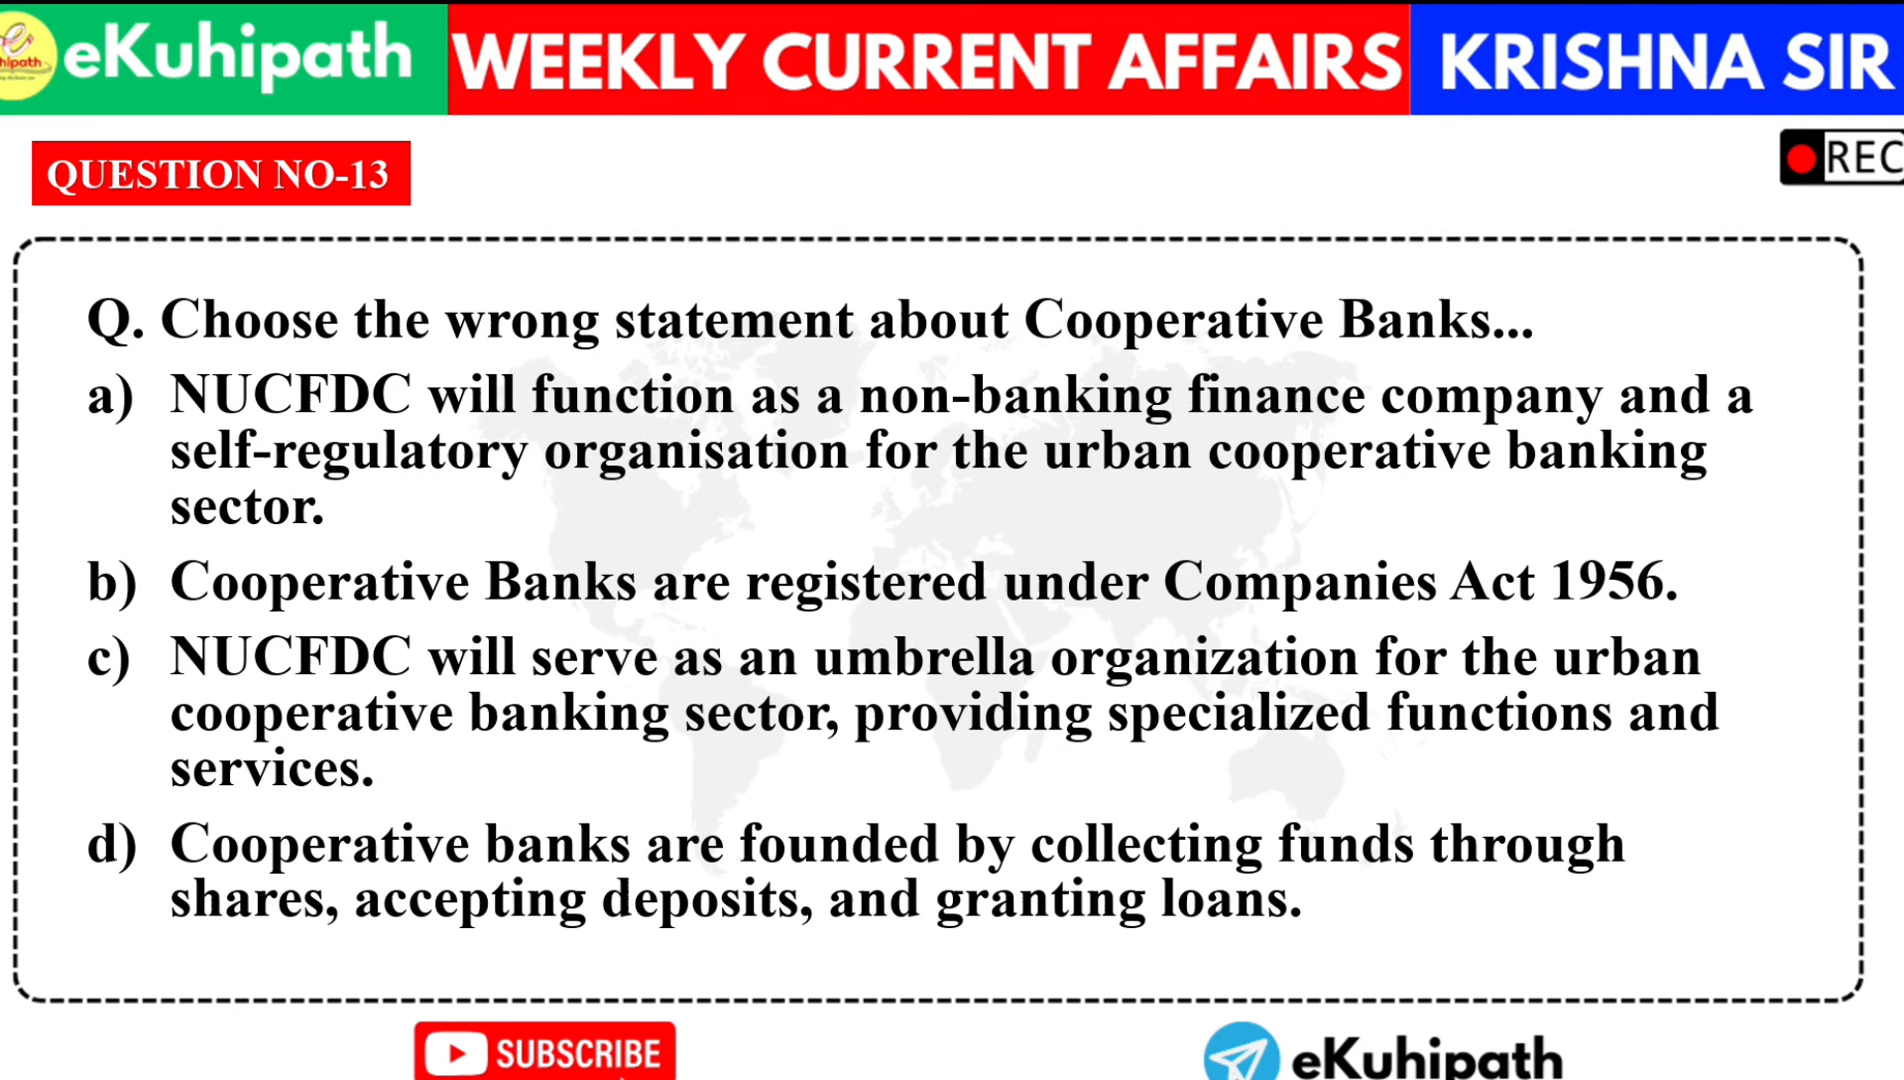 eKuhipath WEEKLY CURRENT AFFAIRS KRISHNA SIR
hipath
QUESTION NO-13
REC
Q. Choose the wrong statement about Cooperative Banks...
a) NUCFDC will function as a non-banking finance company and a
self-regulatory organisation for the urban cooperative banking
sector.
b) Cooperative Banks are registered under Companies Act 1956.
c) NUCFDC will serve as an umbrella organization for the urban
cooperative banking sector, providing specialized functions and
services.
d) Cooperative banks are founded by collecting funds through
shares, accepting deposits, and granting loans.
SUBSCRIBE
eKuhipath